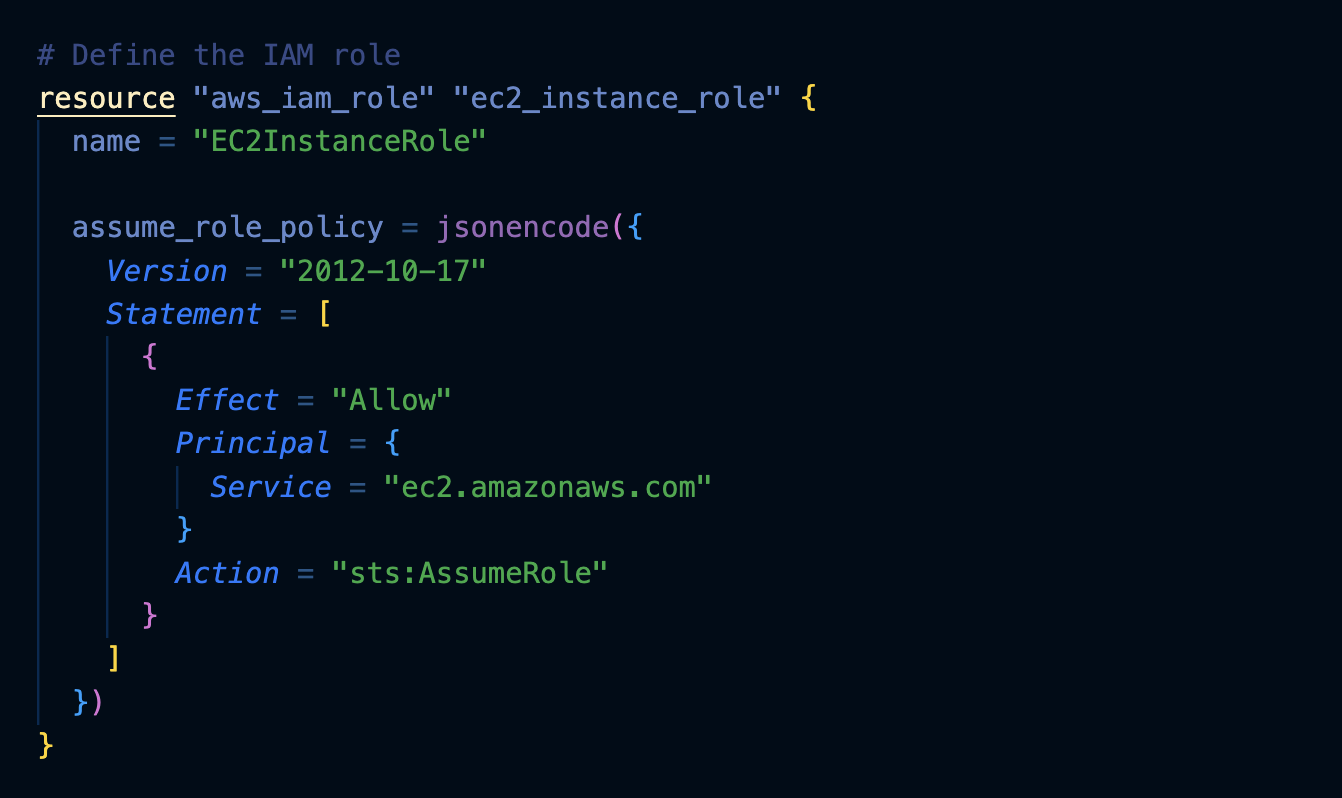 # Define the IAM role
resource "aws_iam_role" "ec2_instance_role" {
  name = "EC2InstanceRole"

  assume_role_policy = jsonencode({
    Version = "2012-10-17"
    Statement = [
      {
        Effect = "Allow"
        Principal = {
          Service = "ec2.amazonaws.com"
        }
        Action = "sts:AssumeRole"
      }
    ]
  })
}